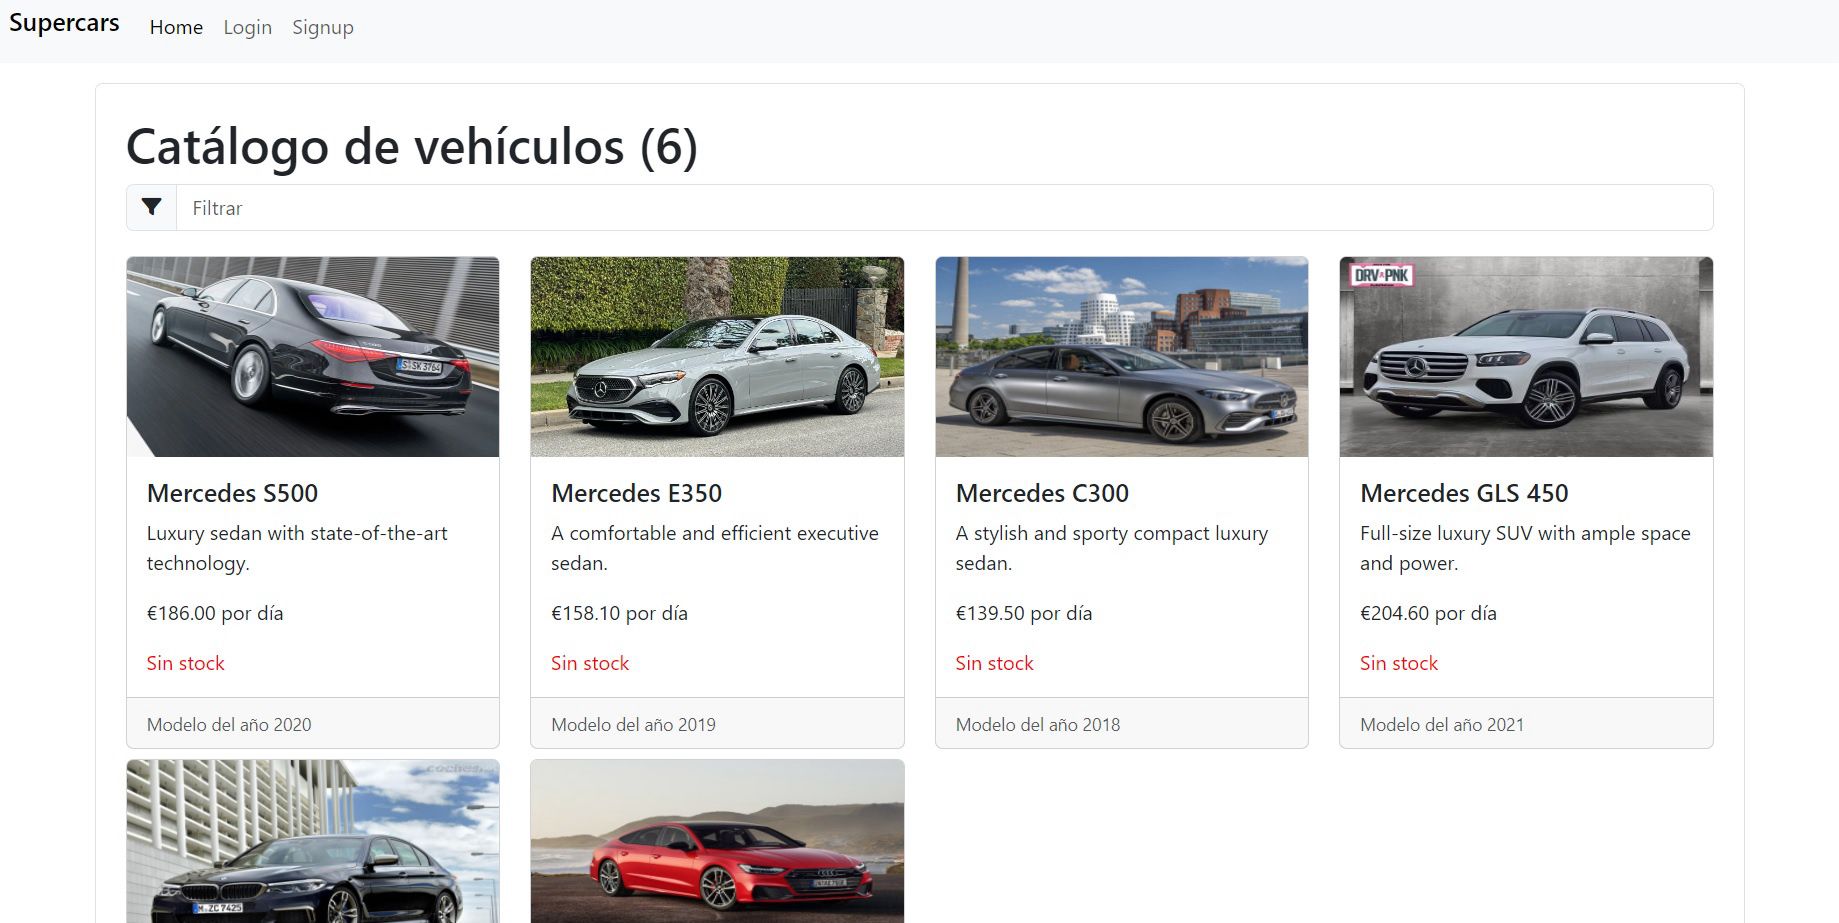 Supercars Home Login Signup
Catálogo de vehículos (6)
Filtrar
S SK 3764
DRV PNK
Mercedes S500
Luxury sedan with state-of-the-art
technology.
€186.00 por día
Sin stock
Modelo del año 2020
Mercedes E350
A comfortable and efficient executive
sedan.
€158.10 por día
Sin stock
Modelo del año 2019
Mercedes C300
A stylish and sporty compact luxury
sedan.
€139.50 por día
Sin stock
Modelo del año 2018
Mercedes GLS 450
Full-size luxury SUV with ample space
and power.
€204.60 por día
Sin stock
Modelo del año 2021
M ZC 7425